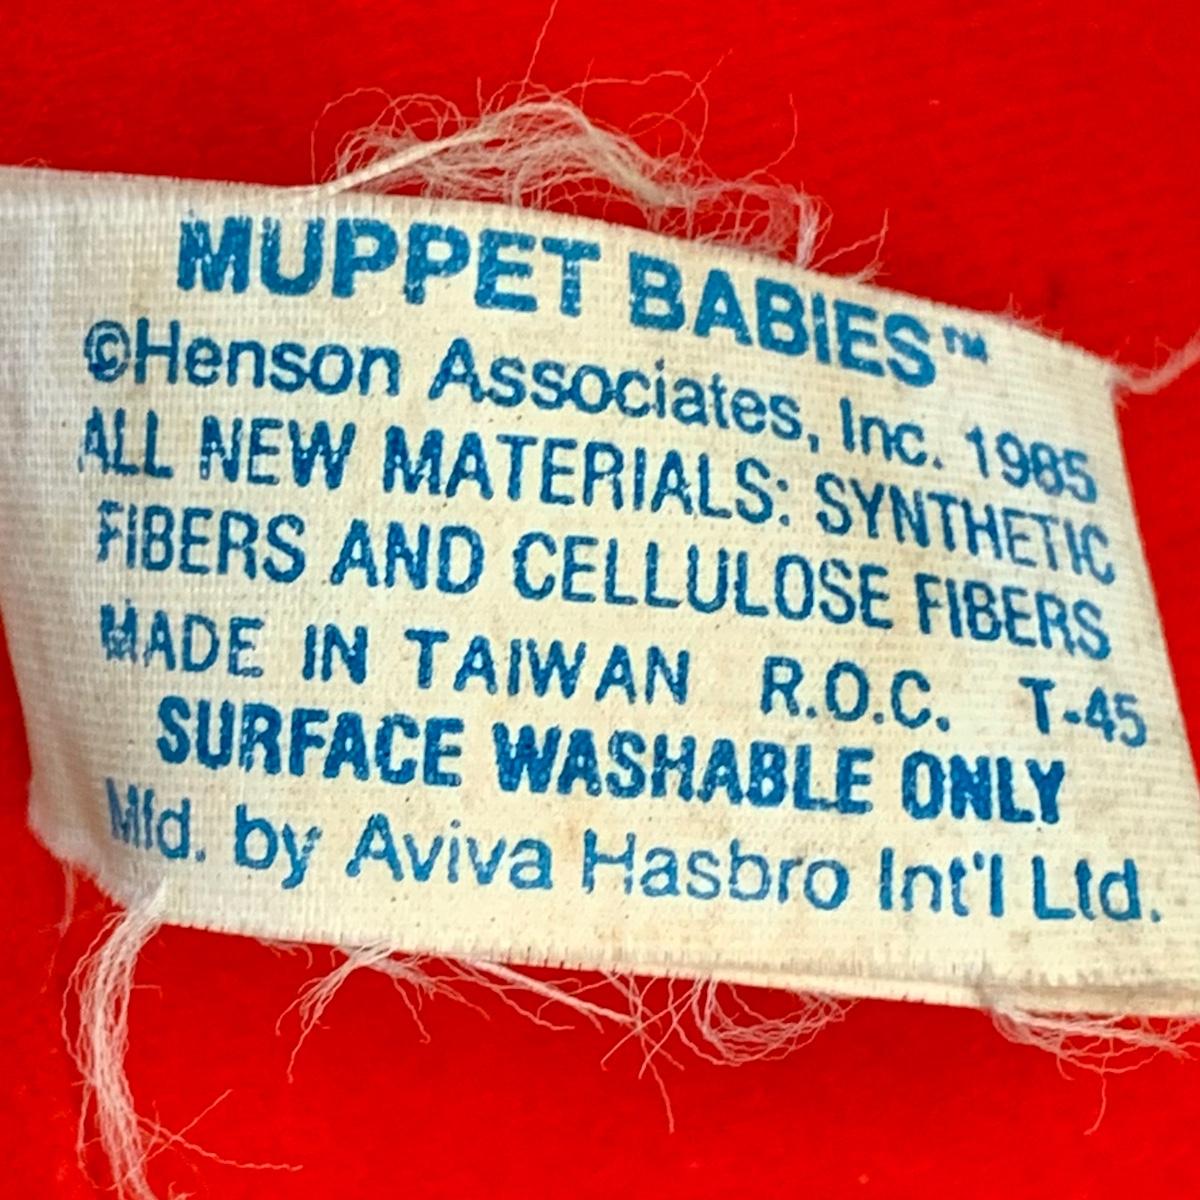 MUPPET BABIES™
©Henson Associates, Inc. 1985
ALL NEW MATERIALS: SYNTHETIC
FIBERS AND CELLULOSE FIBERS
MADE IN TAIWAN R.O.C. T-45
SURFACE WASHABLE ONLY
Mfd. by Aviva Hasbro Int'l Ltd.